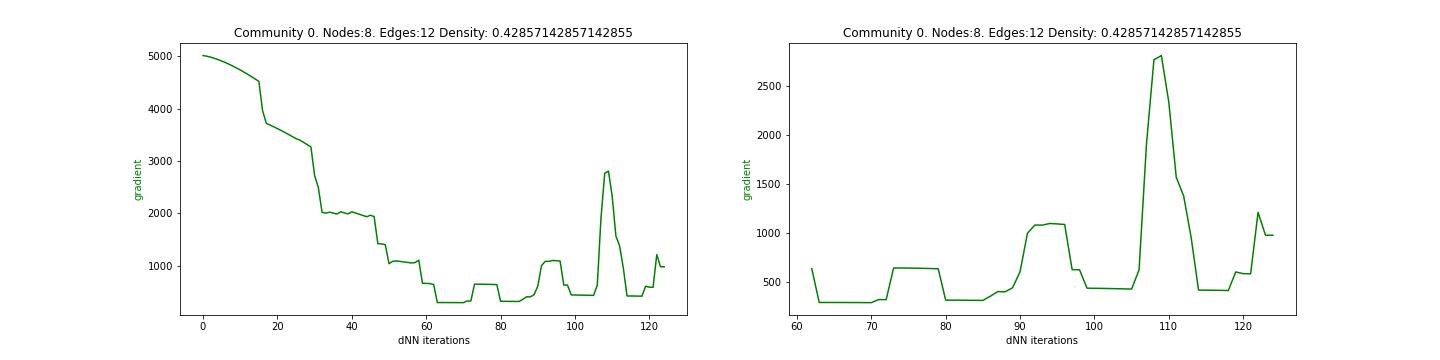 Community 0. Nodes:8. Edges:12 Density: 0.42857142857142855
5000
4000
3000
2000
1000
gradient
0 20 40 60 80 100 120
dNN iterations
Community 0. Nodes:8. Edges:12 Density: 0.42857142857142855
2500
2000
1500
1000
500
gradient
60 70 80 90 100 110 120
dNN iterations